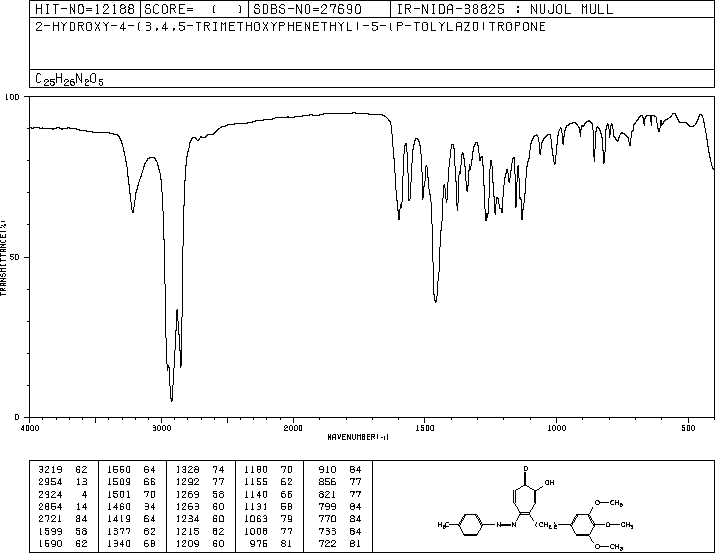 HIT-NO=12188 SCORE= ( ) SDBS-NO=27690 IR-NIDA-38825 : NUJOL MULL
2-HYDROXY-4-(3,4,5-TRIMETHOXYPHENETHYL)-5-(P-TOLYLAZO)TROPONE
C25H26N2O5
100
50
0
TRANSMITTANCE(%)
4000 3000 2000 1500 1000 500
WAVENUMBER(-1)
3219 62 1560 64 1328 74 1180 70 910 84
2954 13 1509 66 1292 77 1155 62 856 77
2924 4 1501 70 1269 58 1140 66 821 77
2854 14 1460 34 1263 60 1131 58 799 84
2721 84 1419 64 1234 60 1063 79 770 84
1599 58 1377 62 1215 62 1008 77 733 84
1590 62 1340 68 1209 60 976 81 722 81
O
OH
H3C N=N (CH2)2
O-CH3
O-CH3
O-CH3